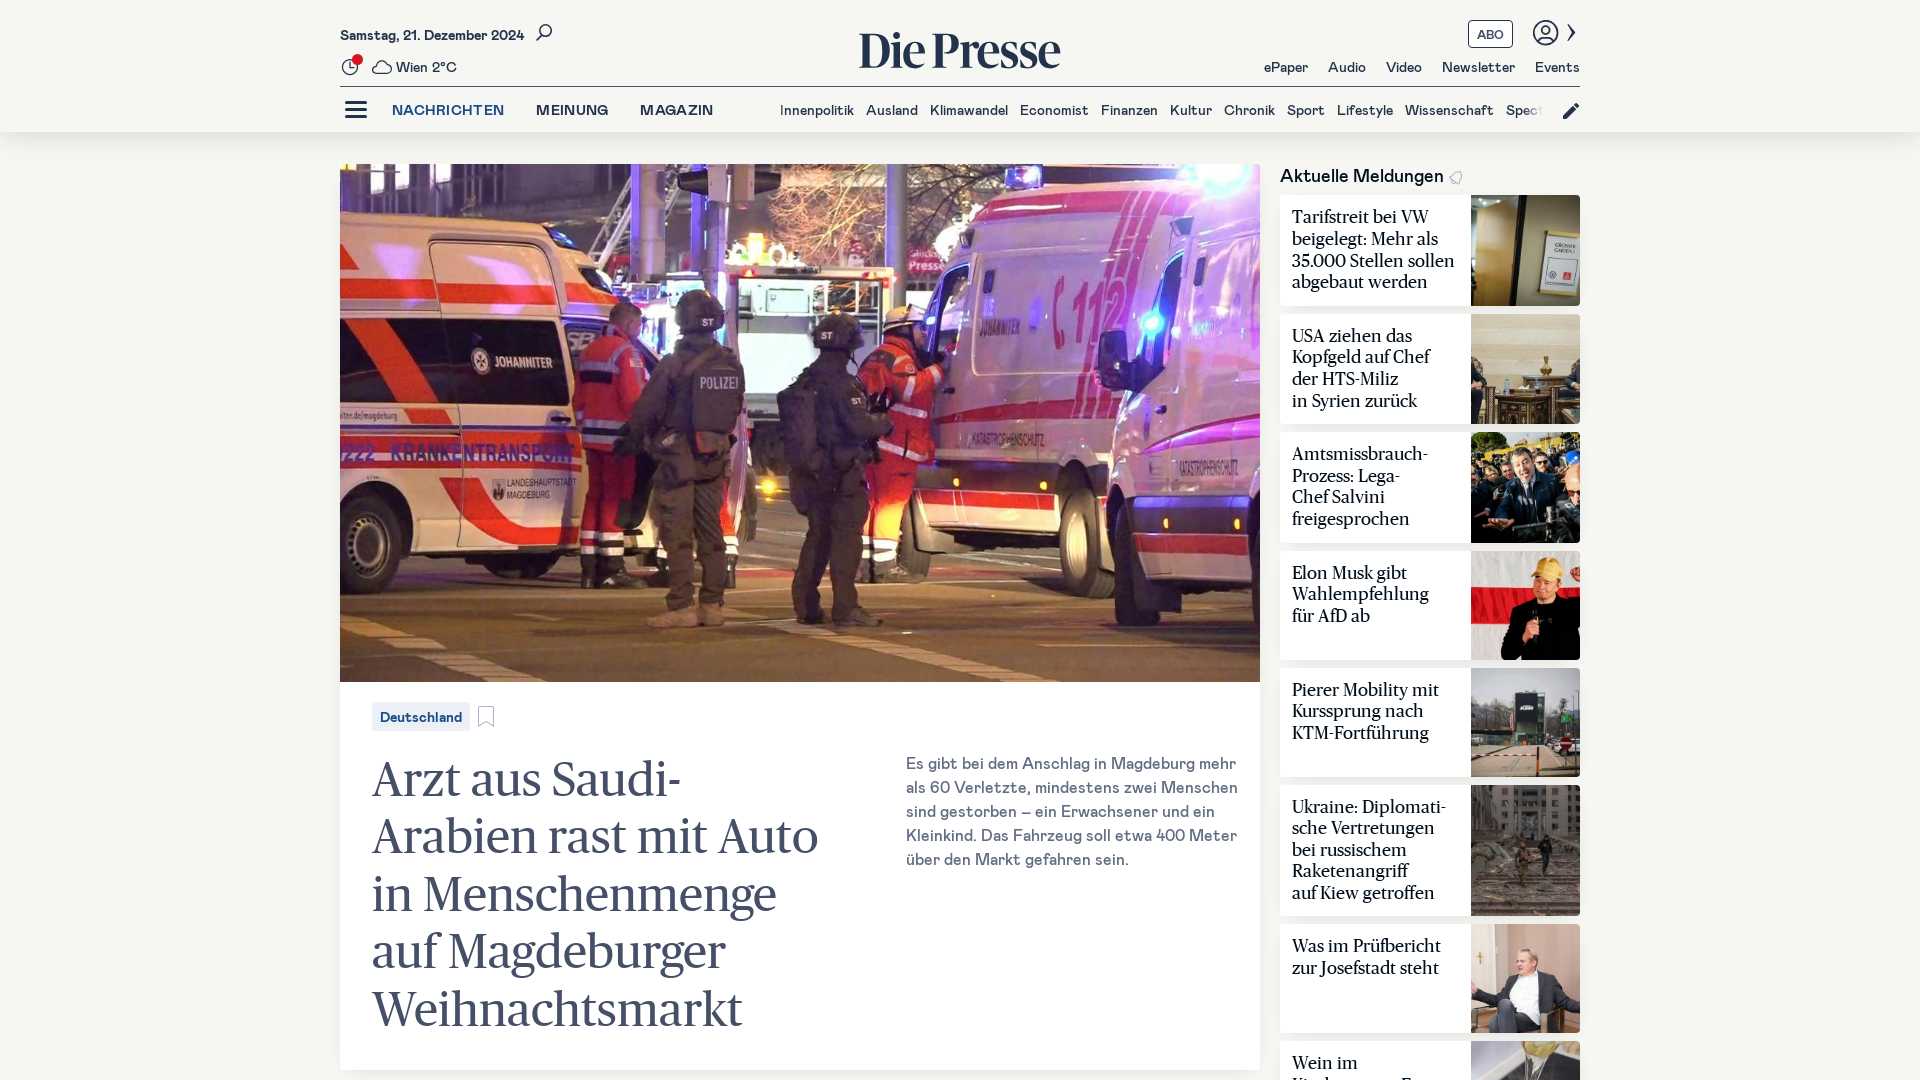 Samstag, 21. Dezember 2024
Wien 2°C
Die Presse
ABO
ePaper Audio Video Newsletter Events
NACHRICHTEN MEINUNG MAGAZIN
Innenpolitik Ausland Klimawandel Economist Finanzen Kultur Chronik Sport Lifestyle Wissenschaft Spect
JOHANNITER
POLIZEI
ST
ST
ST
112
JOHANNITER
KATASTROPHENSCHUTZ
KATASTROPHENSCHUTZ
KRANKENTRANSPORT
LANDESHAUPTSTADT
MAGDEBURG
Deutschland
Arzt aus Saudi-
Arabien rast mit Auto
in Menschenmenge
auf Magdeburger
Weihnachtsmarkt
Es gibt bei dem Anschlag in Magdeburg mehr
als 60 Verletzte, mindestens zwei Menschen
sind gestorben – ein Erwachsener und ein
Kleinkind. Das Fahrzeug soll etwa 400 Meter
über den Markt gefahren sein.
Aktuelle Meldungen
Tarifstreit bei VW
beigelegt: Mehr als
35.000 Stellen sollen
abgebaut werden
USA ziehen das
Kopfgeld auf Chef
der HTS-Miliz
in Syrien zurück
Amtsmissbrauch-
Prozess: Lega-
Chef Salvini
freigesprochen
Elon Musk gibt
Wahlempfehlung
für AfD ab
Pierer Mobility mit
Kurssprung nach
KTM-Fortführung
Ukraine: Diplomati-
sche Vertretungen
bei russischem
Raketenangriff
auf Kiew getroffen
Was im Prüfbericht
zur Josefstadt steht
Wein im